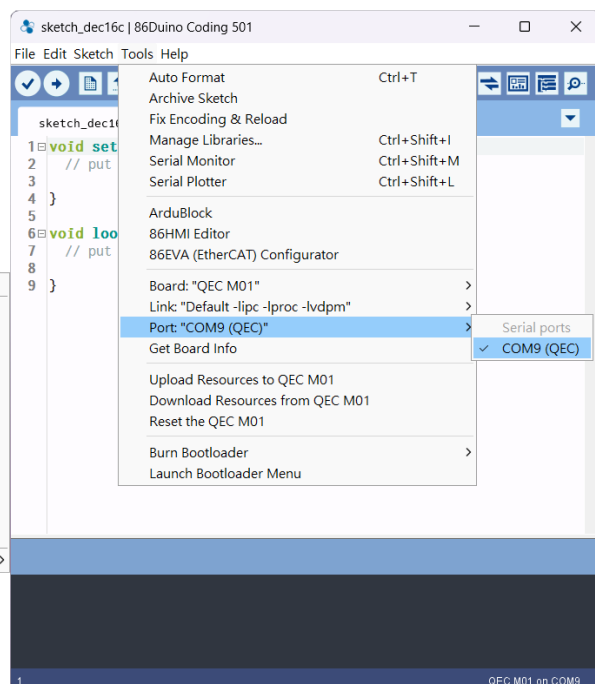 sketch_dec16c | 86Duino Coding 501
File Edit Sketch Tools Help
sketch_dec16
1 void set
2 // put
3
4 }
5
6 void loo
7 // put
8
9 }
Auto Format Ctrl+T
Archive Sketch
Fix Encoding & Reload
Manage Libraries... Ctrl+Shift+I
Serial Monitor Ctrl+Shift+M
Serial Plotter Ctrl+Shift+L
ArduBlock
86HMI Editor
86EVA (EtherCAT) Configurator
Board: "QEC M01"
Link: "Default -lipc -lproc -lvdpm"
Port: "COM9 (QEC)"
Get Board Info
Upload Resources to QEC M01
Download Resources from QEC M01
Reset the QEC M01
Burn Bootloader
Launch Bootloader Menu
Serial ports
COM9 (QEC)
1 QEC M01 on COM9